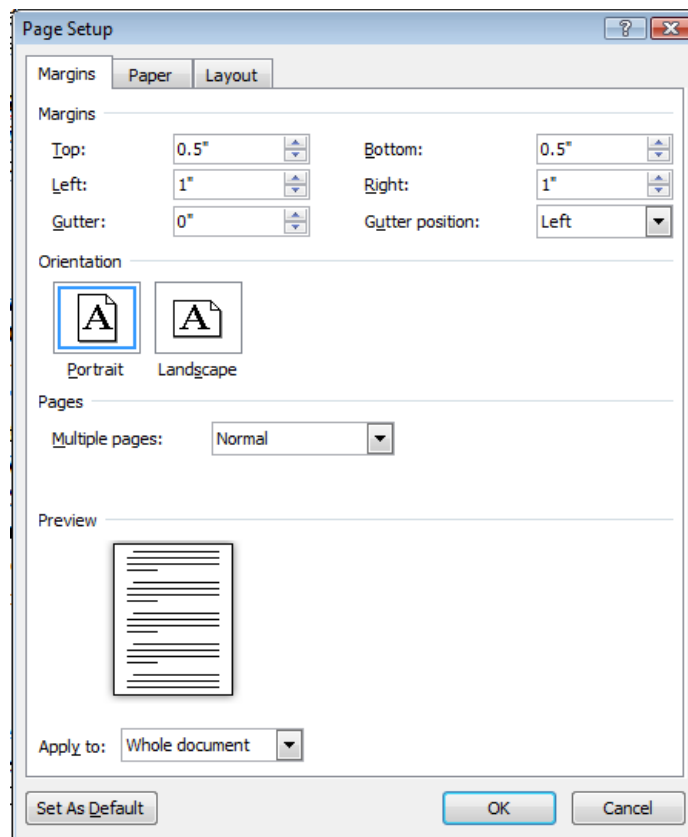 Page Setup
Margins Paper Layout
Margins
Top: 0.5" Bottom: 0.5"
Left: 1" Right: 1"
Gutter: 0" Gutter position: Left
Orientation
A A
Portrait Landscape
Pages
Multiple pages: Normal
Preview
Apply to: Whole document
Set As Default OK Cancel